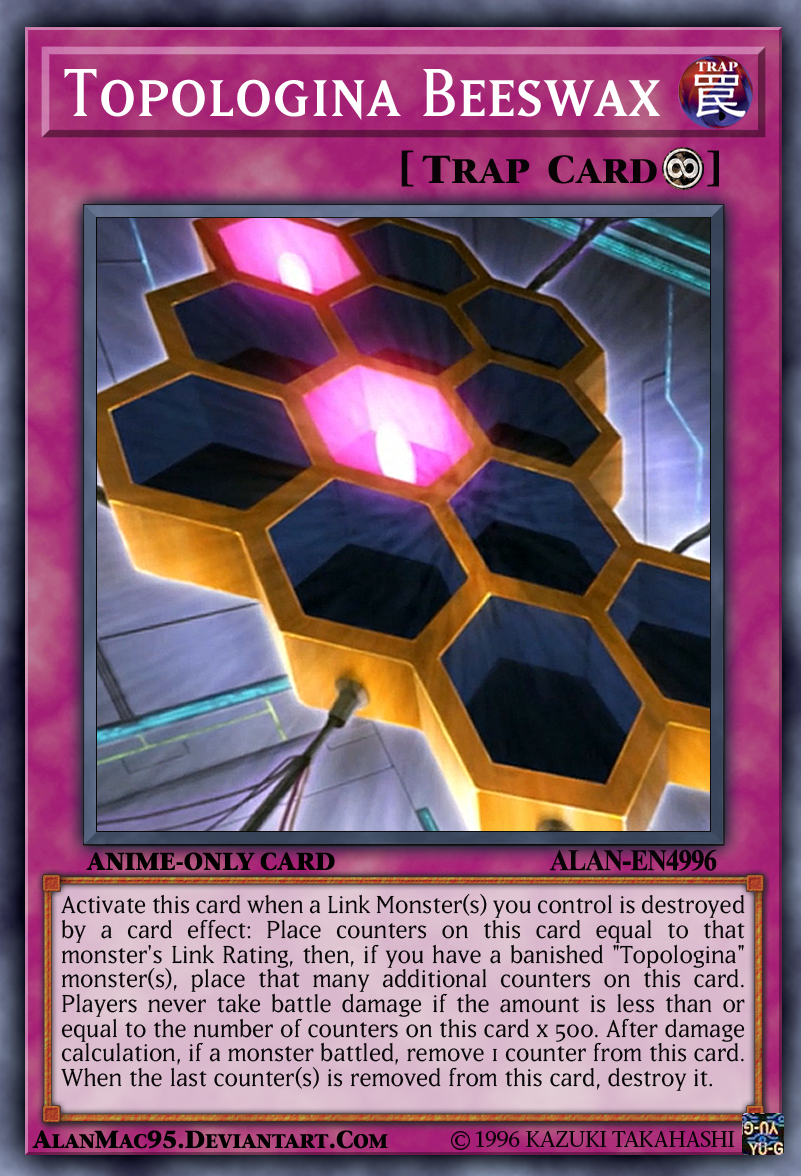 Topologina Beeswax
TRAP
罠
[Trap Card∞]
ANIME-ONLY CARD
ALAN-EN4996
Activate this card when a Link Monster(s) you control is destroyed
by a card effect: Place counters on this card equal to that
monster's Link Rating, then, if you have a banished "Topologina"
monster(s), place that many additional counters on this card.
Players never take battle damage if the amount is less than or
equal to the number of counters on this card x 500. After damage
calculation, if a monster battled, remove 1 counter from this card.
When the last counter(s) is removed from this card, destroy it.
AlanMac95.Deviantart.Com
© 1996 KAZUKI TAKAHASHI
YU-G
YU-G